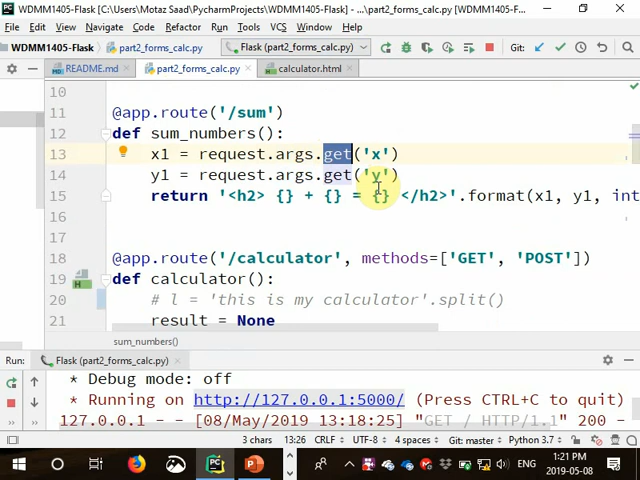 WDMM1405-Flask [C:\Users\Motaz Saad\PycharmProjects\WDMM1405-Flask] - ...\part2_forms_calc.py
File Edit View Navigate Code Refactor Run Tools VCS Window Help
WDMM1405-Flask part2_forms_calc.py Flask (part2_forms_calc.py) Git:
README.md part2_forms_calc.py calculator.html
10
11 @app.route('/sum')
12 def sum_numbers():
13 x1 = request.args.get('x')
14 y1 = request.args.get('y')
15 return '<h2> {} + {} = {} </h2>'.format(x1, y1, int
16
17
18 @app.route('/calculator', methods=['GET', 'POST'])
19 def calculator():
20 # l = 'this is my calculator'.split()
21 result = None
sum_numbers()
Run: Flask (part2_forms_calc.py)
* Debug mode: off
* Running on http://127.0.0.1:5000/ (Press CTRL+C to quit)
127.0.0.1 - - [08/May/2019 13:18:25] "GET / HTTP/1.1" 200 -
3 chars 13:26 CRLF UTF-8 4 spaces Git: master Python 3.7
ENG 1:21 PM 2019-05-08